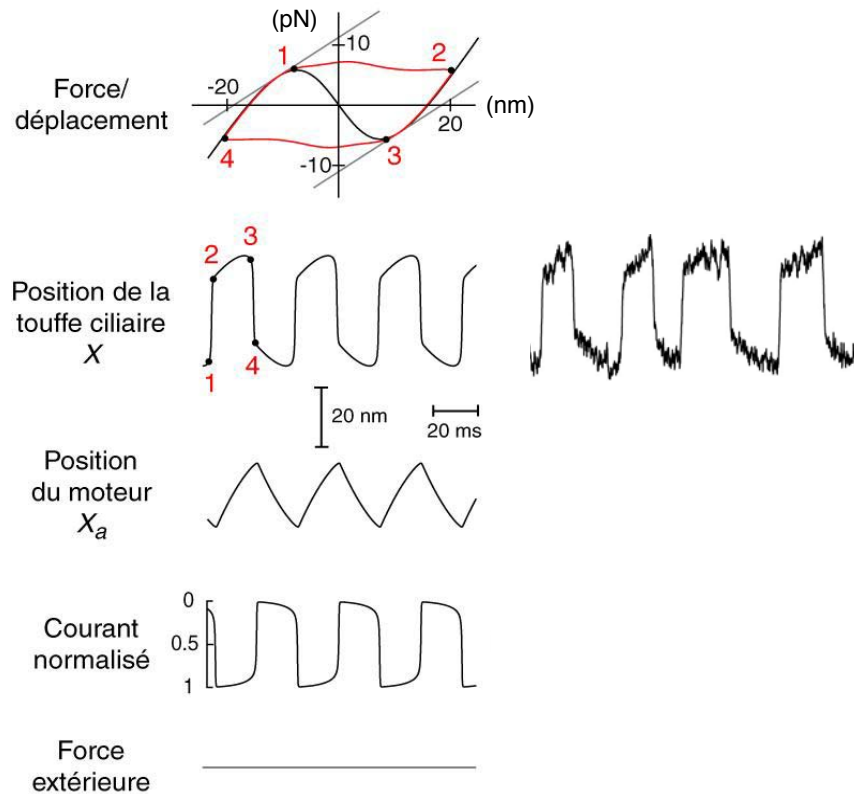 (pN)
10
1
2
-20
Force/
déplacement
(nm)
20
4
-10
3
2
3
Position de la
touffe ciliaire
X
1
4
20 nm
20 ms
Position
du moteur
Xa
0
Courant
normalisé
0.5
1
Force
extérieure